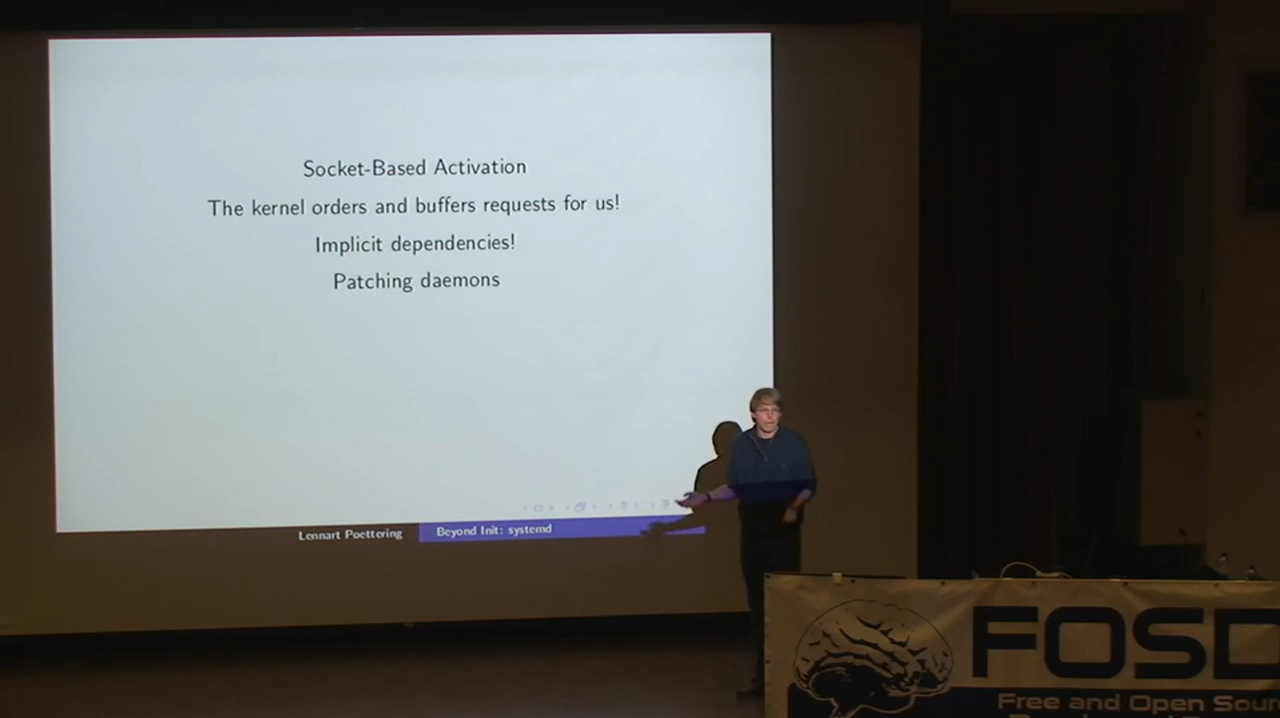 Socket-Based Activation
The kernel orders and buffers requests for us!
Implicit dependencies!
Patching daemons
Lennart Poettering
Beyond Init: systemd
FOSD
Free and Open Sour